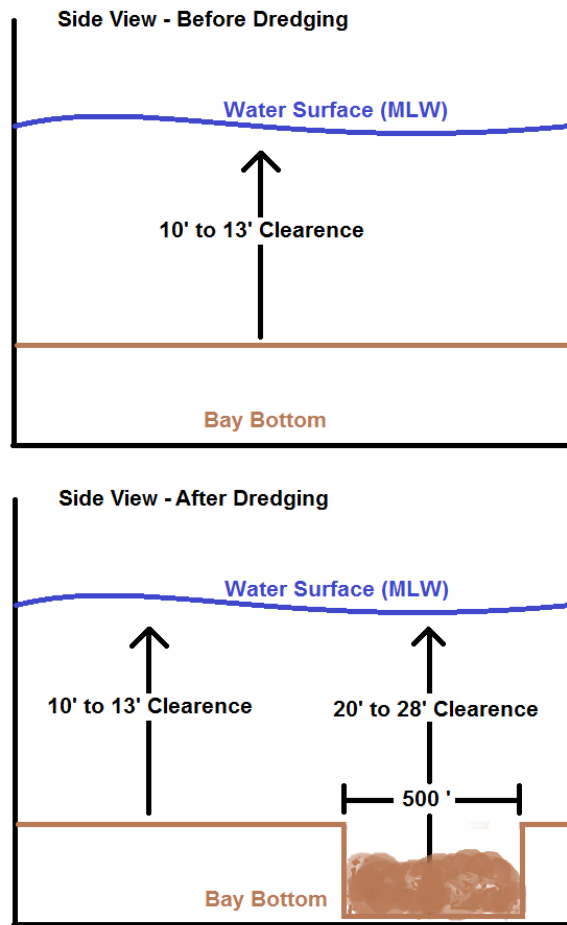 Side View - Before Dredging
Water Surface (MLW)
10' to 13' Clearence
Bay Bottom
Side View - After Dredging
Water Surface (MLW)
10' to 13' Clearence
20' to 28' Clearence
500 '
Bay Bottom